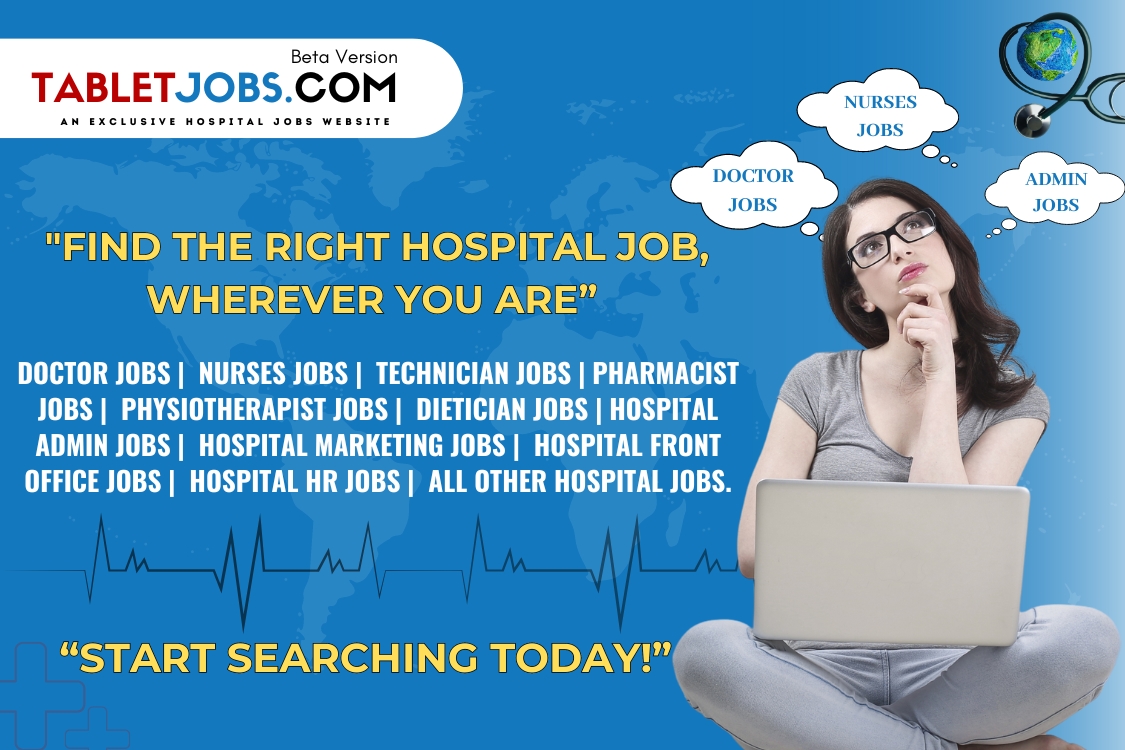 Beta Version
TABLETJOBS.COM
AN EXCLUSIVE HOSPITAL JOBS WEBSITE
NURSES
JOBS
DOCTOR
JOBS
ADMIN
JOBS
"FIND THE RIGHT HOSPITAL JOB,
WHEREVER YOU ARE”
DOCTOR JOBS | NURSES JOBS | TECHNICIAN JOBS | PHARMACIST
JOBS | PHYSIOTHERAPIST JOBS | DIETICIAN JOBS | HOSPITAL
ADMIN JOBS | HOSPITAL MARKETING JOBS | HOSPITAL FRONT
OFFICE JOBS | HOSPITAL HR JOBS | ALL OTHER HOSPITAL JOBS.
“START SEARCHING TODAY!”